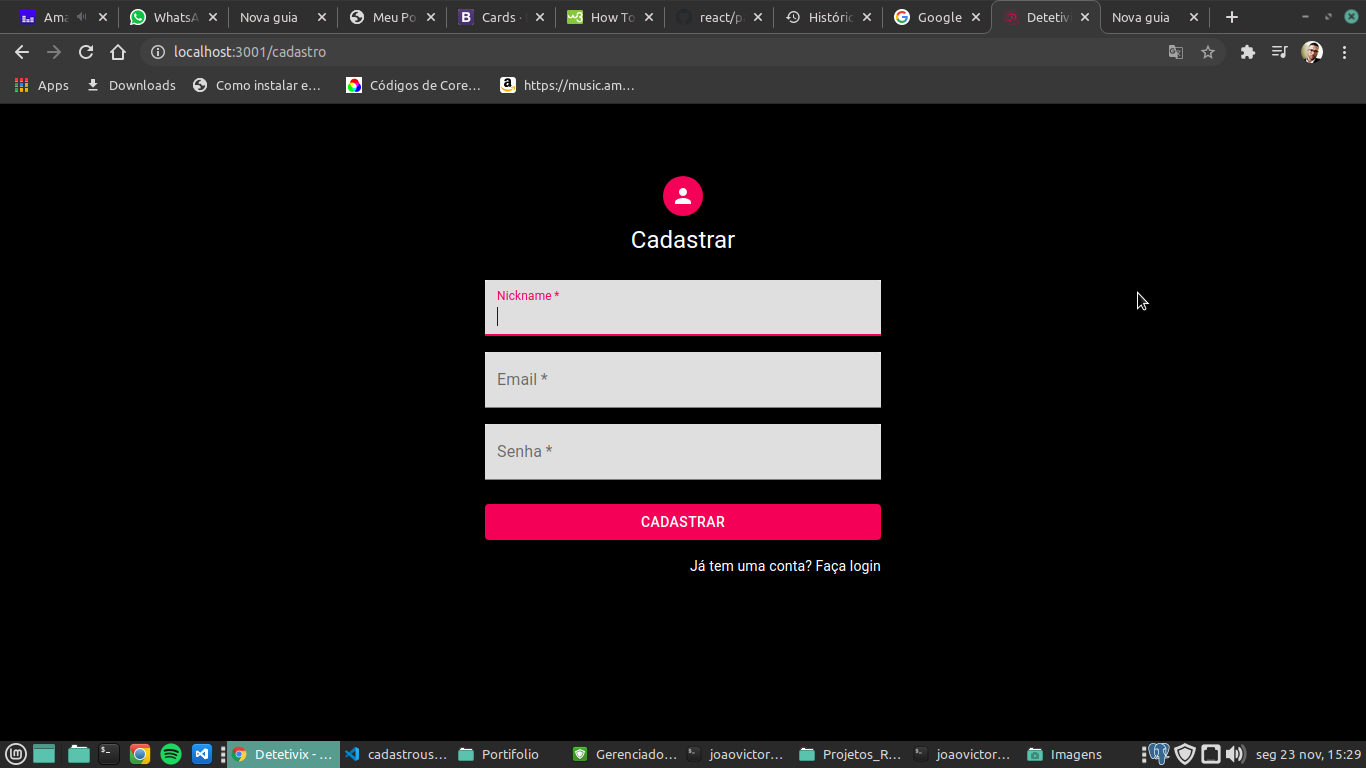 Ama
WhatsA
Nova guia
Meu Po
Cards ·
How To
react/p
Históric
Google
Detetivi
Nova guia
localhost:3001/cadastro
Apps
Downloads
Como instalar e...
Códigos de Core...
https://music.am...
Cadastrar
Nickname *
Email *
Senha *
CADASTRAR
Já tem uma conta? Faça login
Detetivix - ...
cadastrous...
Portifolio
Gerenciado...
joaovictor...
Projetos_R...
joaovictor...
Imagens
seg 23 nov, 15:29